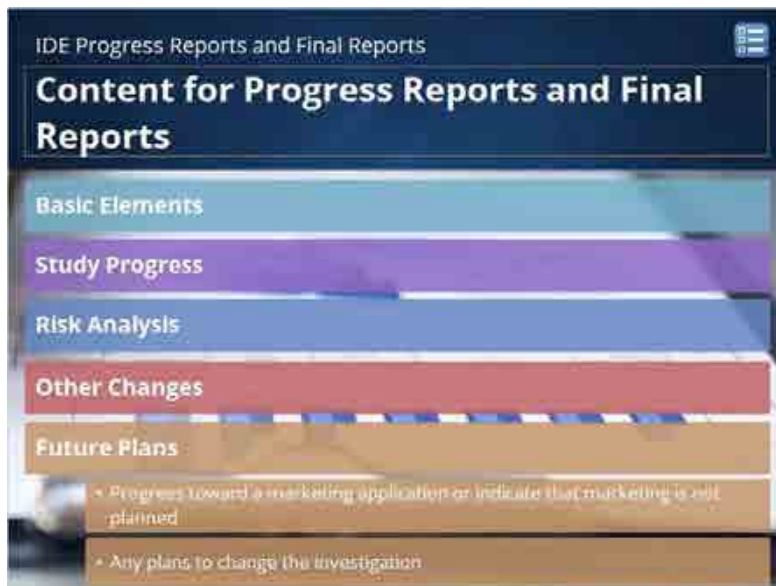 IDE Progress Reports and Final Reports
Content for Progress Reports and Final
Reports
Basic Elements
Study Progress
Risk Analysis
Other Changes
Future Plans
• Progress toward a marketing application or indicate that marketing is not
planned
• Any plans to change the investigation